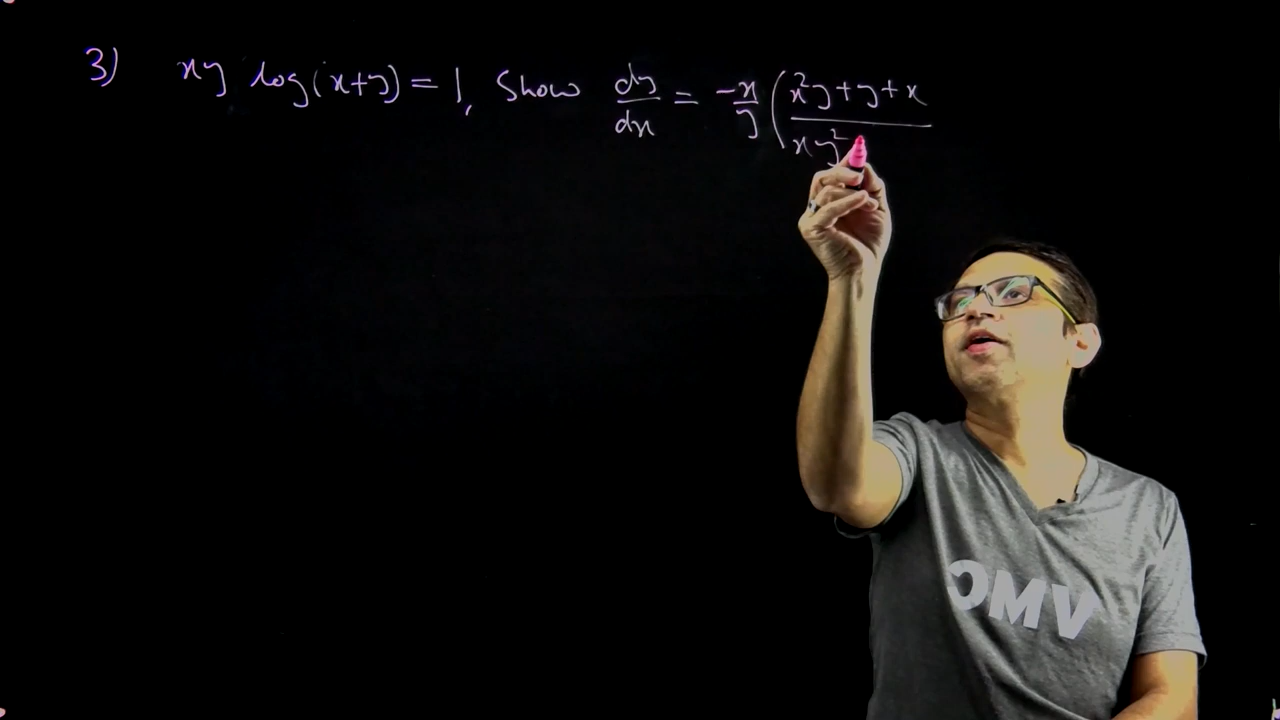 3) xy log(x+y) = 1, Show dy/dx = -x/y ( x²y+y+x / xy²
OMV